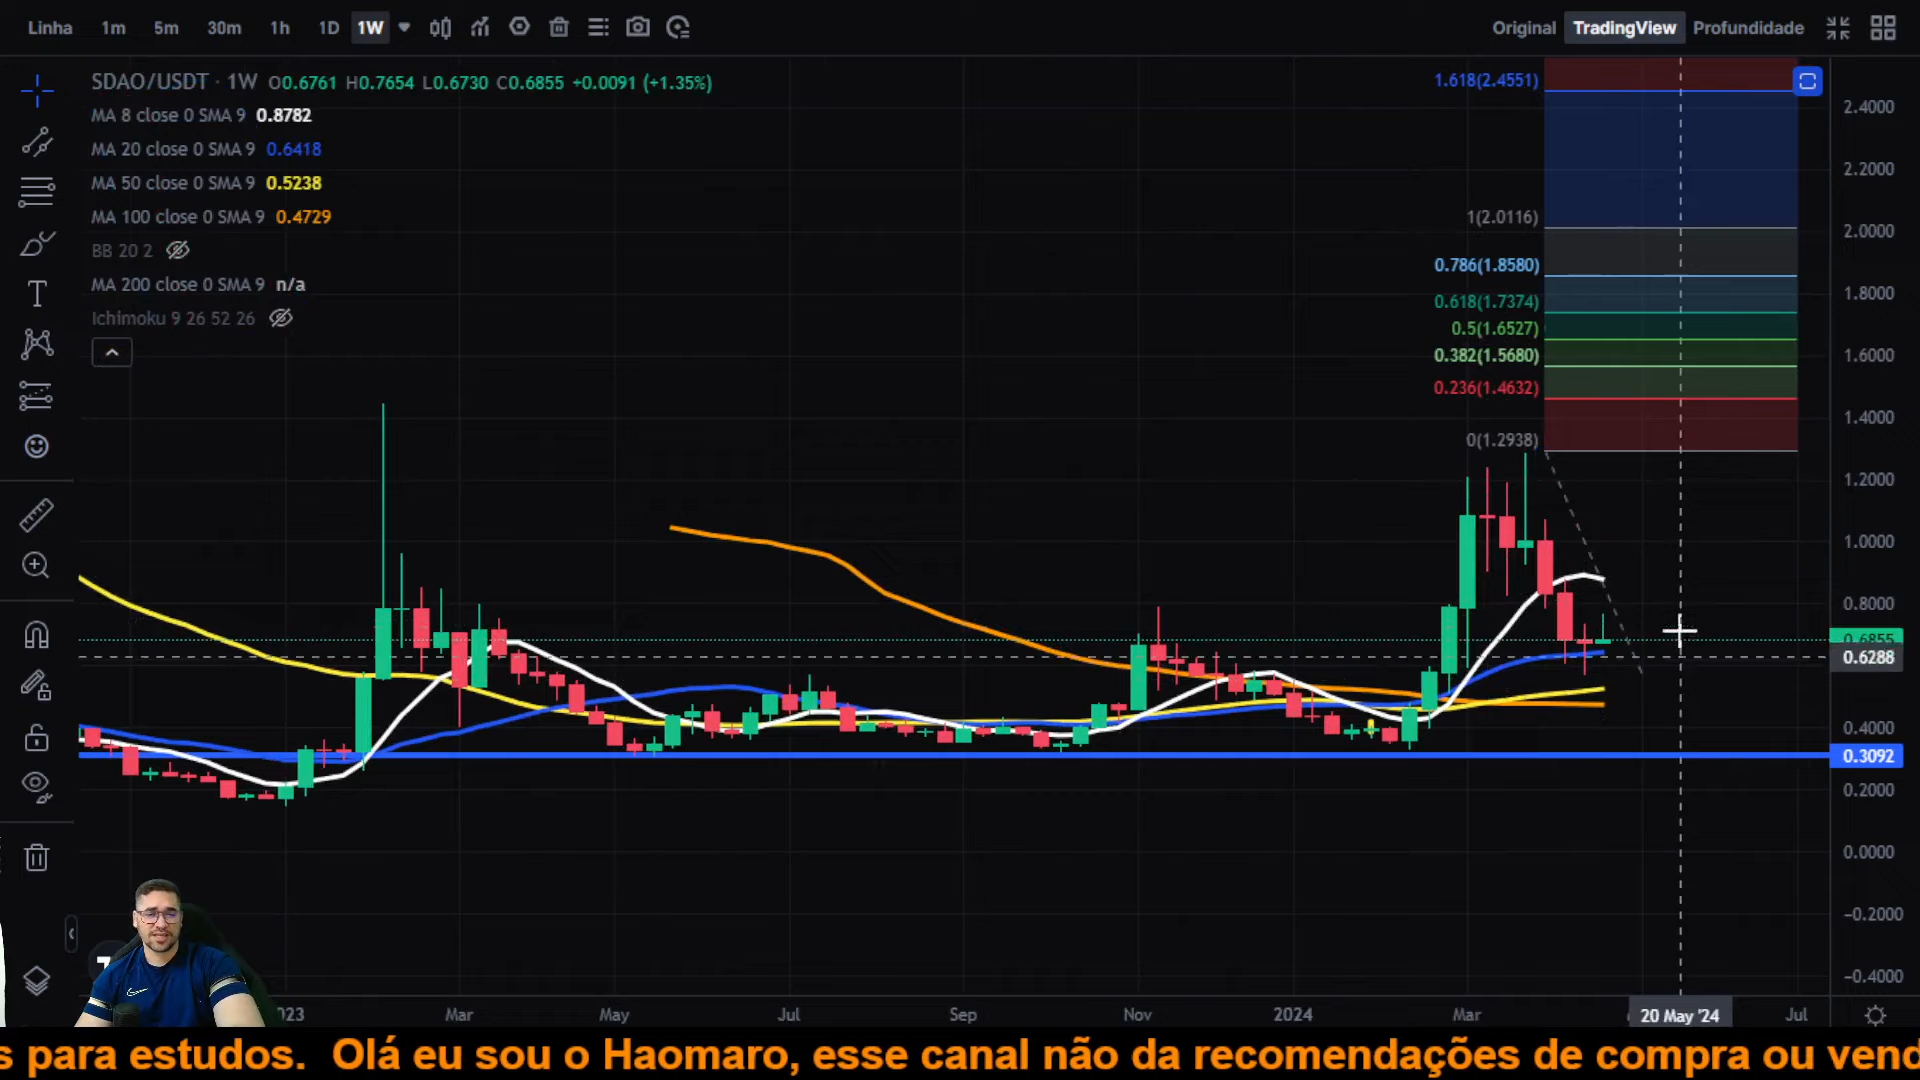 Linha 1m 5m 30m 1h 1D 1W Original TradingView Profundidade
SDAO/USDT · 1W O0.6761 H0.7654 L0.6730 C0.6855 +0.0091 (+1.35%)
MA 8 close 0 SMA 9 0.8782
MA 20 close 0 SMA 9 0.6418
MA 50 close 0 SMA 9 0.5238
MA 100 close 0 SMA 9 0.4729
BB 20 2
MA 200 close 0 SMA 9 n/a
Ichimoku 9 26 52 26
1.618(2.4551)
1(2.0116)
0.786(1.8580)
0.618(1.7374)
0.5(1.6527)
0.382(1.5680)
0.236(1.4632)
0(1.2938)
2.4000
2.2000
2.0000
1.8000
1.6000
1.4000
1.2000
1.0000
0.8000
0.6855
0.6288
0.4000
0.3092
0.2000
0.0000
−0.2000
−0.4000
023 Mar May Jul Sep Nov 2024 Mar 20 May '24 Jul
s para estudos. Olá eu sou o Haomaro, esse canal não da recomendações de compra ou vend